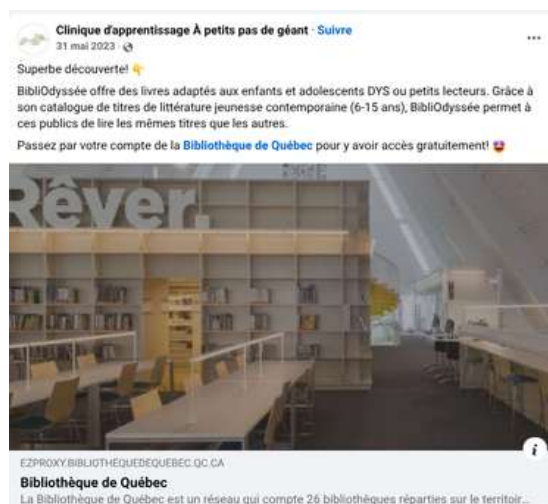 Clinique d'apprentissage À petits pas de géant · Suivre
31 mai 2023 ·
Superbe découverte! 👇
BibliOdyssée offre des livres adaptés aux enfants et adolescents DYS ou petits lecteurs. Grâce à
son catalogue de titres de littérature jeunesse contemporaine (6-15 ans), BibliOdyssée permet à
ces publics de lire les mêmes titres que les autres.
Passez par votre compte de la Bibliothèque de Québec pour y avoir accès gratuitement! 🤩
Rêver.
EZPROXY.BIBLIOTHEQUEDEQUEBEC.QC.CA
Bibliothèque de Québec
La Bibliothèque de Québec est un réseau qui compte 26 bibliothèques réparties sur le territoir...